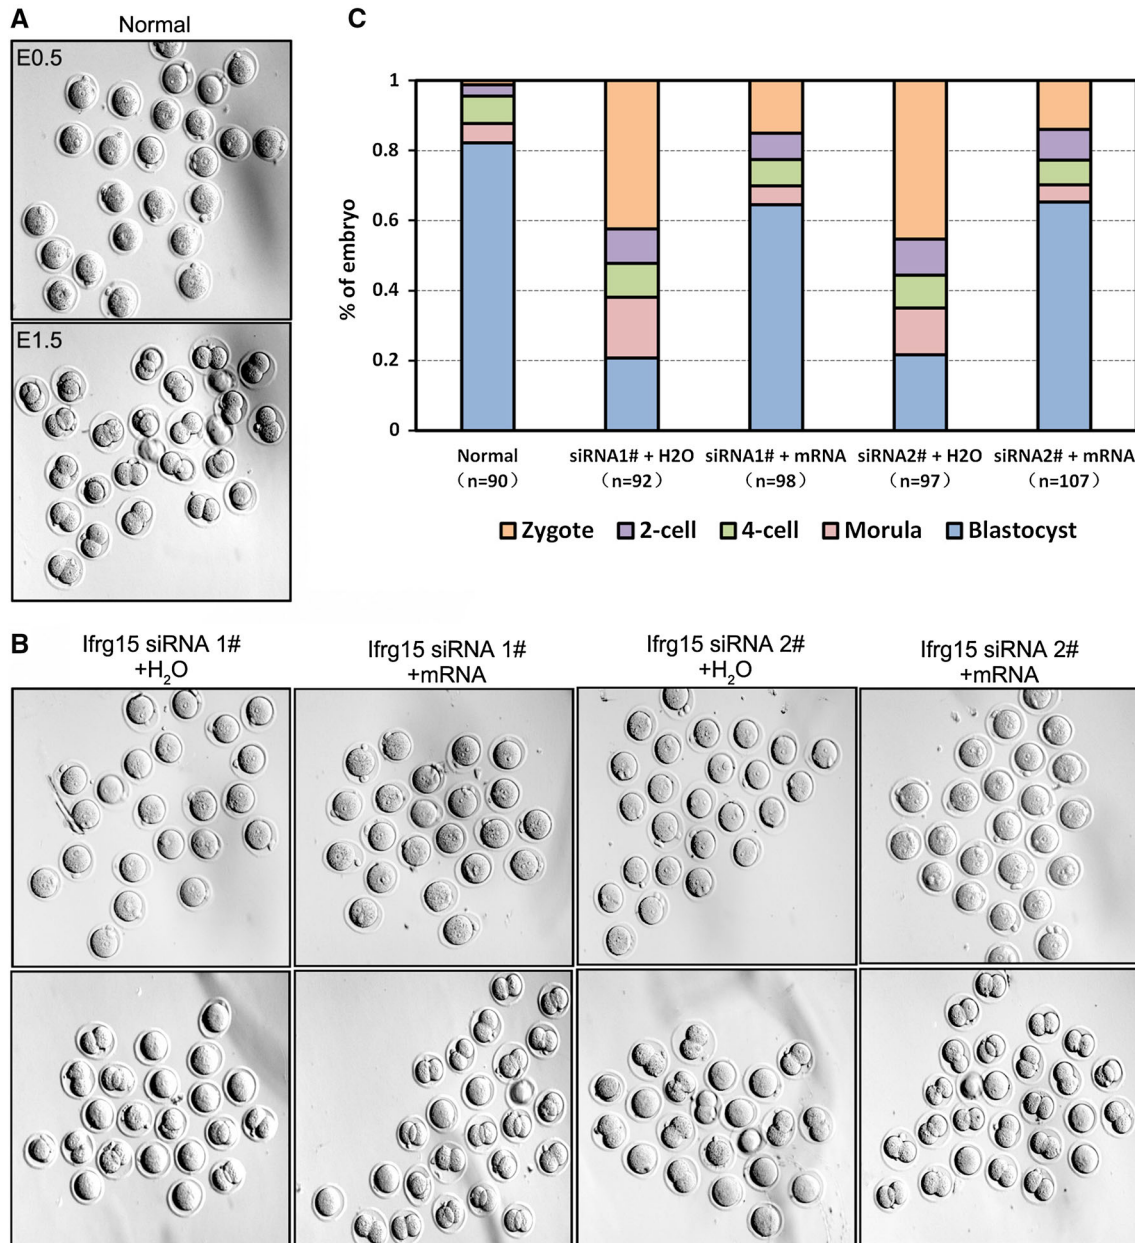 A
Normal
E0.5
E1.5
C
% of embryo
1
0.8
0.6
0.4
0.2
0
Normal
(n=90)
siRNA1# + H2O
(n=92)
siRNA1# + mRNA
(n=98)
siRNA2# + H2O
(n=97)
siRNA2# + mRNA
(n=107)
Zygote 2-cell 4-cell Morula Blastocyst
B
Ifrg15 siRNA 1#
+H₂O
Ifrg15 siRNA 1#
+mRNA
Ifrg15 siRNA 2#
+H₂O
Ifrg15 siRNA 2#
+mRNA